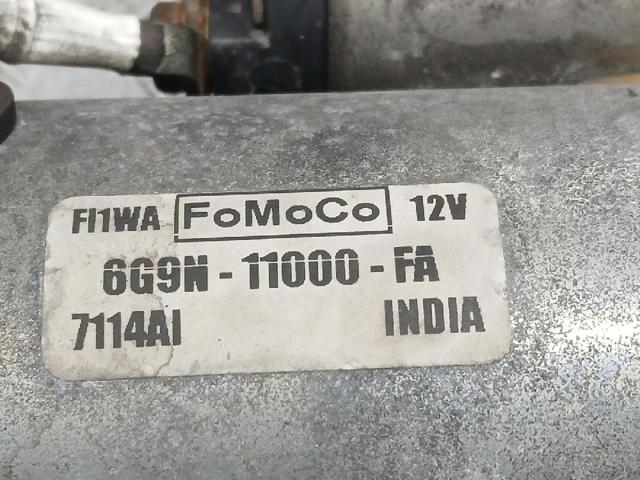 FI1WA FoMoCo 12V
6G9N - 11000 - FA
7114AI INDIA